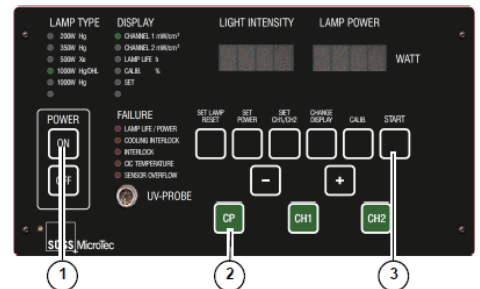 LAMP TYPE
200W Hg
350W Hg
500W Xe
1000W Hg/DHL
1000W Hg
DISPLAY
CHANNEL 1 mW/cm²
CHANNEL 2 mW/cm²
LAMP LIFE h
CALIB. %
SET
LIGHT INTENSITY
LAMP POWER
WATT
POWER
ON
OFF
FAILURE
LAMP LIFE / POWER
COOLING INTERLOCK
INTERLOCK
CIC TEMPERATURE
SENSOR OVERFLOW
UV-PROBE
SET LAMP
RESET
SET
POWER
SET
CH1/CH2
CHANGE
DISPLAY
CALIB.
START
-
+
CP
CH1
CH2
SUSS MicroTec
1
2
3